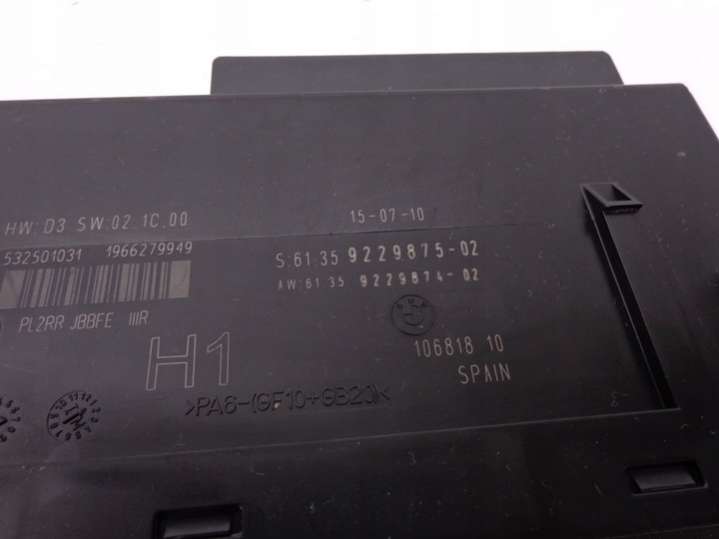 HW:D3 SW:02.1C.00
15-07-10
532501031 1966279949
S:61.35 9229875-02
AW:61.35 9229874-02
BMW
PL2RR JBBFE IIIR
H1
106818 10
SPAIN
>PA6-(GF10+GB20)<